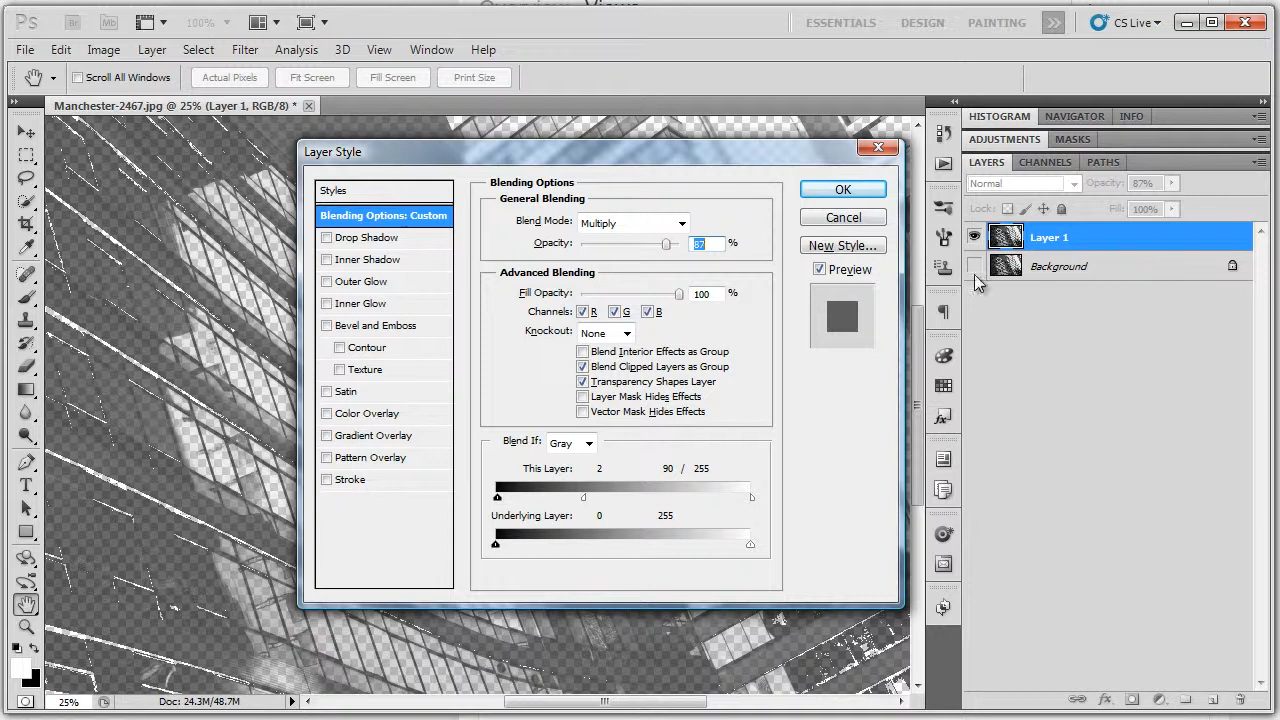 Overview Views
Ps Br Mb 100% ESSENTIALS DESIGN PAINTING CS Live
File Edit Image Layer Select Filter Analysis 3D View Window Help
Scroll All Windows Actual Pixels Fit Screen Fill Screen Print Size
Manchester-2467.jpg @ 25% (Layer 1, RGB/8) *
HISTOGRAM NAVIGATOR INFO
ADJUSTMENTS MASKS
LAYERS CHANNELS PATHS
Normal Opacity: 87%
Lock: Fill: 100%
Layer 1
Background
Layer Style
Styles
Blending Options: Custom
Drop Shadow
Inner Shadow
Outer Glow
Inner Glow
Bevel and Emboss
Contour
Texture
Satin
Color Overlay
Gradient Overlay
Pattern Overlay
Stroke
Blending Options
General Blending
Blend Mode: Multiply
Opacity: 87 %
Advanced Blending
Fill Opacity: 100 %
Channels: R G B
Knockout: None
Blend Interior Effects as Group
Blend Clipped Layers as Group
Transparency Shapes Layer
Layer Mask Hides Effects
Vector Mask Hides Effects
Blend If: Gray
This Layer: 2 90 / 255
Underlying Layer: 0 255
OK
Cancel
New Style...
Preview
25% Doc: 24.3M/48.7M